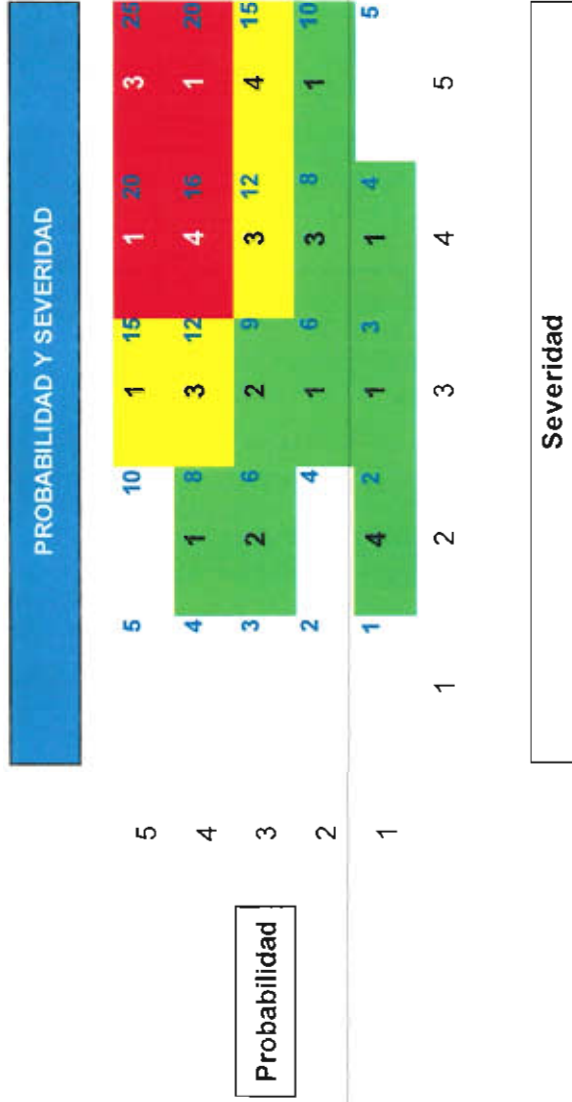 PROBABILIDAD Y SEVERIDAD
5 5 10 1 15 1 20 3 25
4 4 1 8 3 12 4 16 1 20
Probabilidad
3 3 2 6 2 9 3 12 4 15
2 2 4 1 6 3 8 1 10
1 1 4 2 1 3 1 4 5
1 2 3 4 5
Severidad